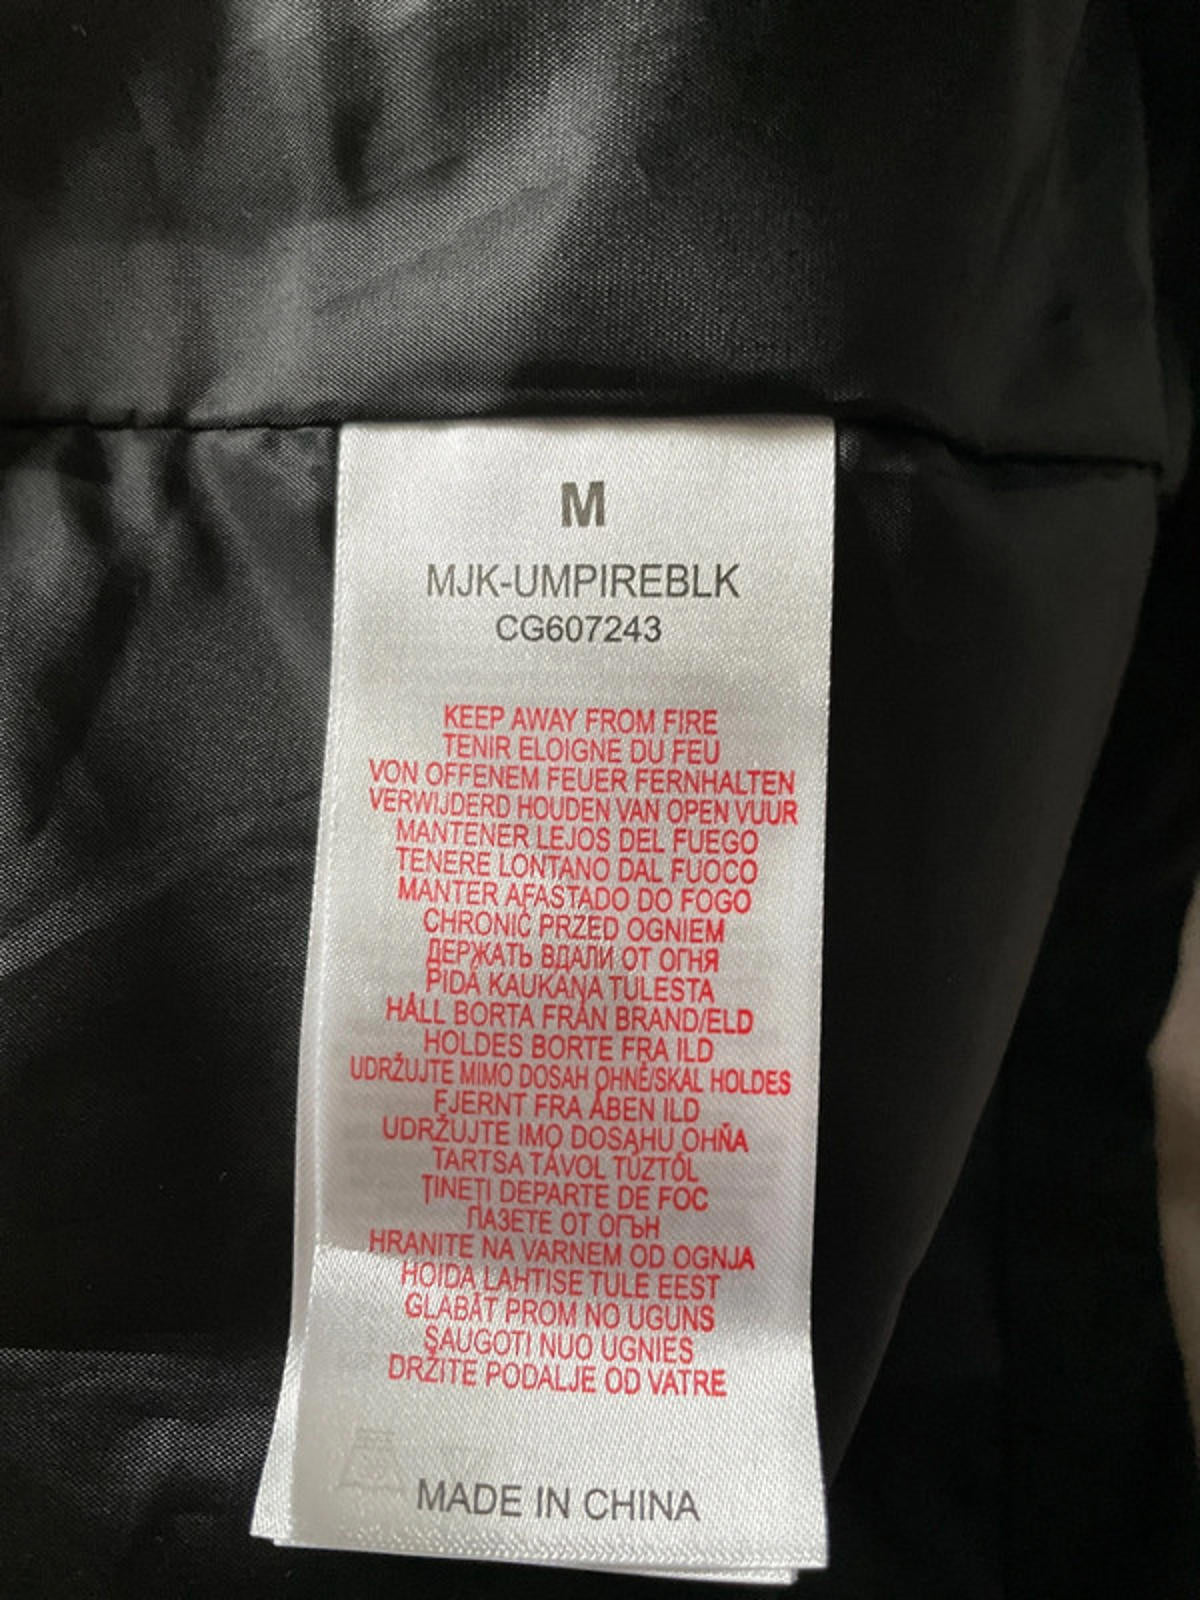 M
MJK-UMPIREBLK
CG607243
KEEP AWAY FROM FIRE
TENIR ELOIGNE DU FEU
VON OFFENEM FEUER FERNHALTEN
VERWIJDERD HOUDEN VAN OPEN VUUR
MANTENER LEJOS DEL FUEGO
TENERE LONTANO DAL FUOCO
MANTER AFASTADO DO FOGO
CHRONIĆ PRZED OGNIEM
ДЕРЖАТЬ ВДАЛИ ОТ ОГНЯ
PIDÄ KAUKANA TULESTA
HÅLL BORTA FRÅN BRAND/ELD
HOLDES BORTE FRA ILD
UDRŽUJTE MIMO DOSAH OHNĚ/SKAL HOLDES
FJERNT FRA ÅBEN ILD
UDRŽUJTE IMO DOSAHU OHŇA
TARTSA TÁVOL TŰZTŐL
ȚINEȚI DEPARTE DE FOC
ПАЗЕТЕ ОТ ОГЪН
HRANITE NA VARNEM OD OGNJA
HOIDA LAHTISE TULE EEST
GLABĀT PROM NO UGUNS
SAUGOTI NUO UGNIES
DRŽITE PODALJE OD VATRE
MADE IN CHINA